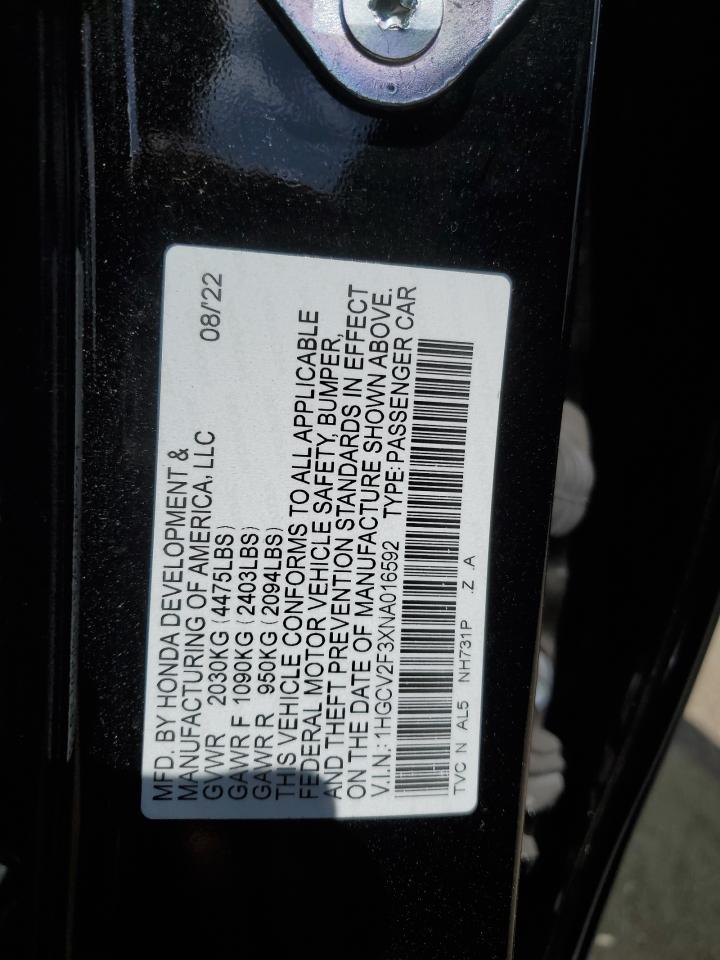 MFD. BY HONDA DEVELOPMENT &
MANUFACTURING OF AMERICA, LLC 08/'22
GVWR 2030KG (4475LBS)
GAWR F 1090KG (2403LBS)
GAWR R 950KG (2094LBS)
THIS VEHICLE CONFORMS TO ALL APPLICABLE
FEDERAL MOTOR VEHICLE SAFETY, BUMPER,
AND THEFT PREVENTION STANDARDS IN EFFECT
ON THE DATE OF MANUFACTURE SHOWN ABOVE.
V.I.N.: 1HGCV2F3XNA016592 TYPE: PASSENGER CAR
TVC N AL5 NH731P .Z .A